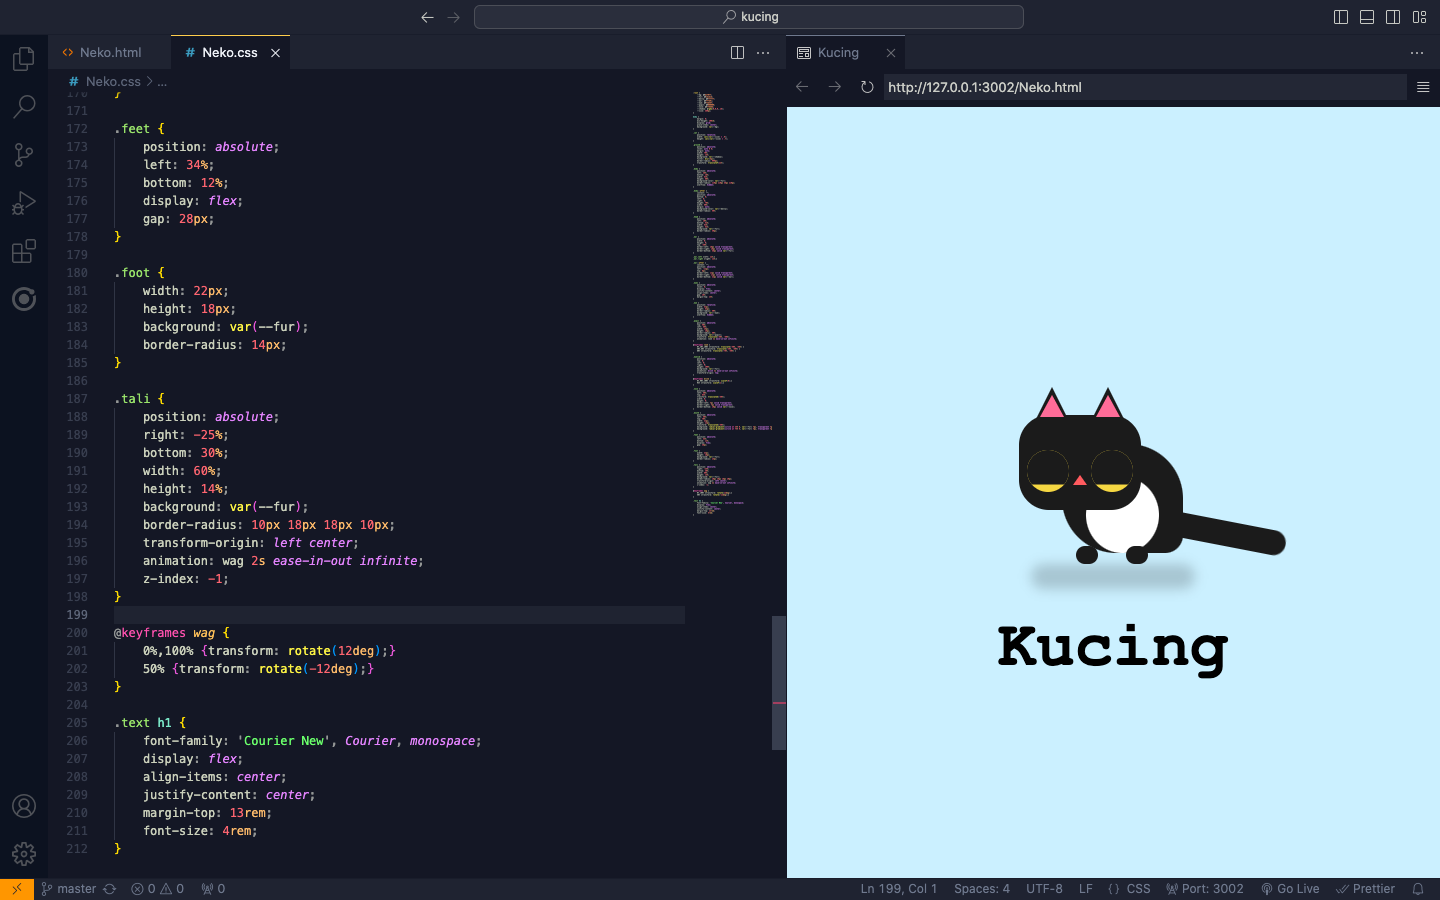 kucing
Neko.html
# Neko.css
Kucing
# Neko.css > ...
http://127.0.0.1:3002/Neko.html
170 }
171
172 .feet {
173 position: absolute;
174 left: 34%;
175 bottom: 12%;
176 display: flex;
177 gap: 28px;
178 }
179
180 .foot {
181 width: 22px;
182 height: 18px;
183 background: var(--fur);
184 border-radius: 14px;
185 }
186
187 .tali {
188 position: absolute;
189 right: -25%;
190 bottom: 30%;
191 width: 60%;
192 height: 14%;
193 background: var(--fur);
194 border-radius: 10px 18px 18px 10px;
195 transform-origin: left center;
196 animation: wag 2s ease-in-out infinite;
197 z-index: -1;
198 }
199
200 @keyframes wag {
201 0%,100% {transform: rotate(12deg);}
202 50% {transform: rotate(-12deg);}
203 }
204
205 .text h1 {
206 font-family: 'Courier New', Courier, monospace;
207 display: flex;
208 align-items: center;
209 justify-content: center;
210 margin-top: 13rem;
211 font-size: 4rem;
212 }
Kucing
master 0 0 0 Ln 199, Col 1 Spaces: 4 UTF-8 LF {} CSS Port: 3002 Go Live Prettier